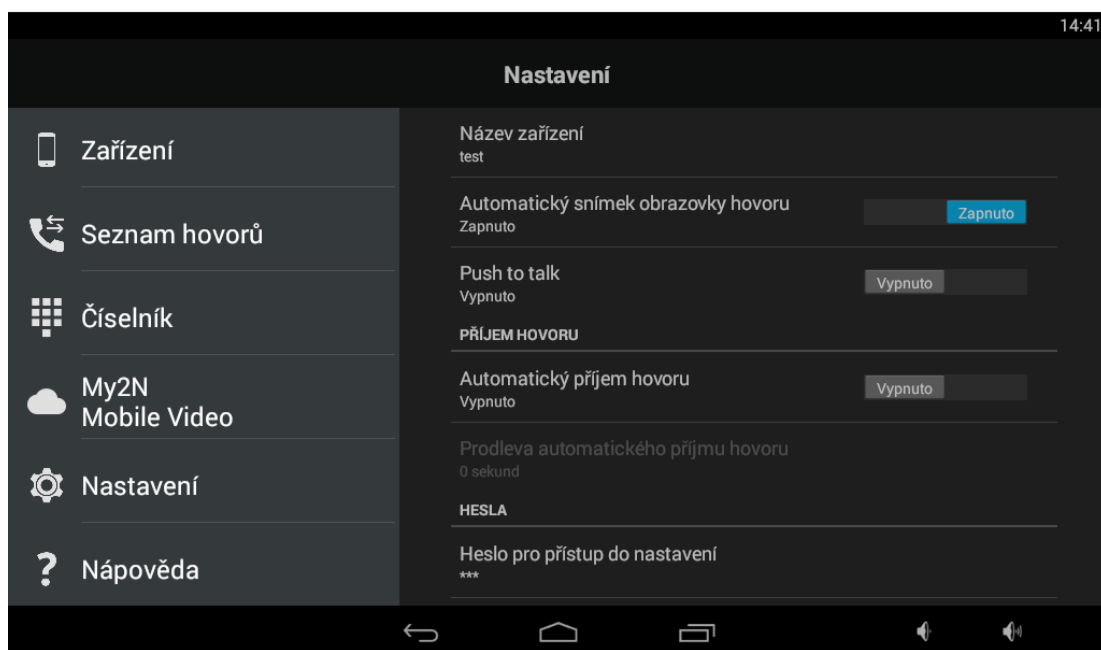 14:41
Nastavení
Zařízení
Seznam hovorů
Číselník
My2N
Mobile Video
Nastavení
Nápověda
Název zařízení
test
Automatický snímek obrazovky hovoru
Zapnuto
Zapnuto
Push to talk
Vypnuto
Vypnuto
PŘÍJEM HOVORU
Automatický příjem hovoru
Vypnuto
Vypnuto
Prodleva automatického příjmu hovoru
0 sekund
HESLA
Heslo pro přístup do nastavení
***